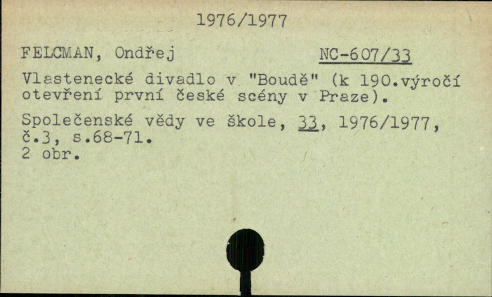 1976/1977
FELCMAN, Ondřej NC-607/33
Vlastenecké divadlo v "Boudě" (k 190.výročí
otevření první české scény v Praze).
Společenské vědy ve škole, 33, 1976/1977,
č.3, s.68-71.
2 obr.